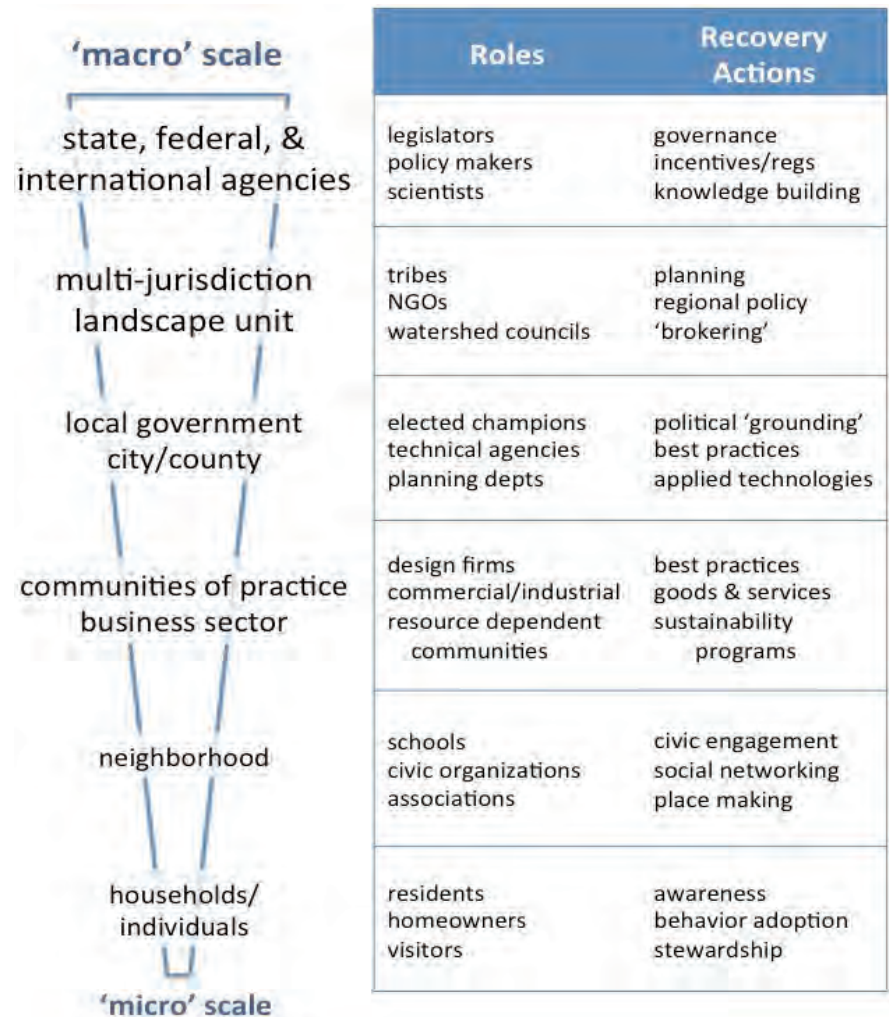 ‘macro’ scale
Roles
Recovery
Actions
state, federal, &
international agencies
legislators
policy makers
scientists
governance
incentives/regs
knowledge building
multi-jurisdiction
landscape unit
tribes
NGOs
watershed councils
planning
regional policy
‘brokering’
local government
city/county
elected champions
technical agencies
planning depts
political ‘grounding’
best practices
applied technologies
communities of practice
business sector
design firms
commercial/industrial
resource dependent
communities
best practices
goods & services
sustainability
programs
neighborhood
schools
civic organizations
associations
civic engagement
social networking
place making
households/
individuals
residents
homeowners
visitors
awareness
behavior adoption
stewardship
‘micro’ scale